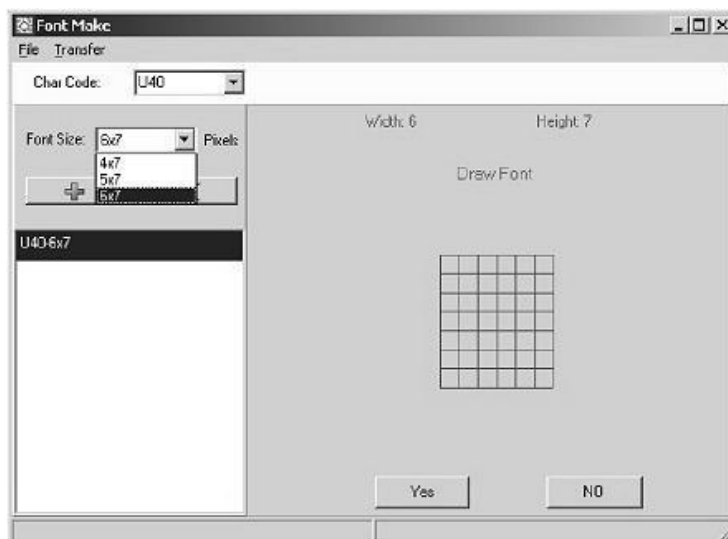 Font Make
File Transfer
Char Code: U40
Width: 6 Height: 7
Font Size: 6x7 Pixels
4x7
5x7
6x7
Draw Font
U40-6x7
Yes NO